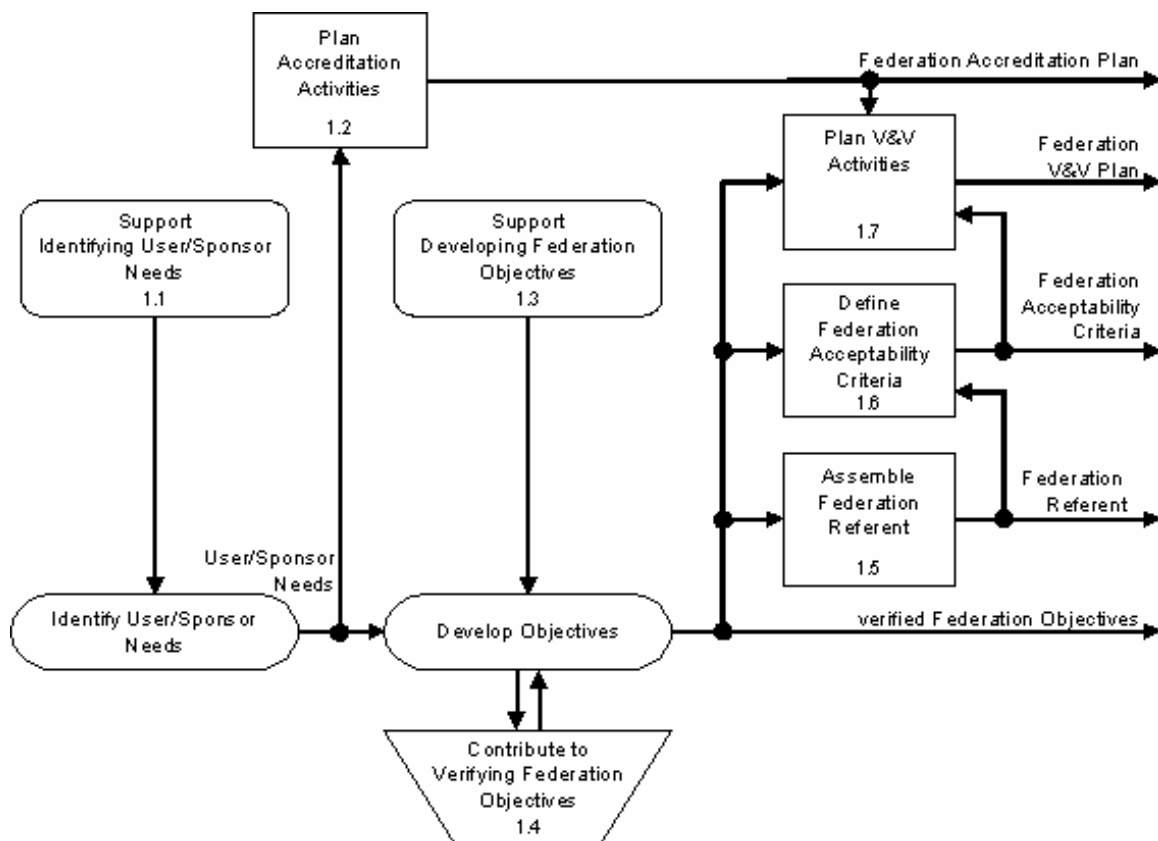 Plan
Accreditation
Activities
1.2
Federation Accreditation Plan
Plan V&V
Activities
1.7
Federation
V&V Plan
Support
Identifying User/Sponsor
Needs
1.1
Support
Developing Federation
Objectives
1.3
Define
Federation
Acceptability
Criteria
1.6
Federation
Acceptability
Criteria
Assemble
Federation
Referent
1.5
Federation
Referent
User/Sponsor
Needs
Identify User/Sponsor
Needs
Develop Objectives
verified Federation Objectives
Contribute to
Verifying Federation
Objectives
1.4